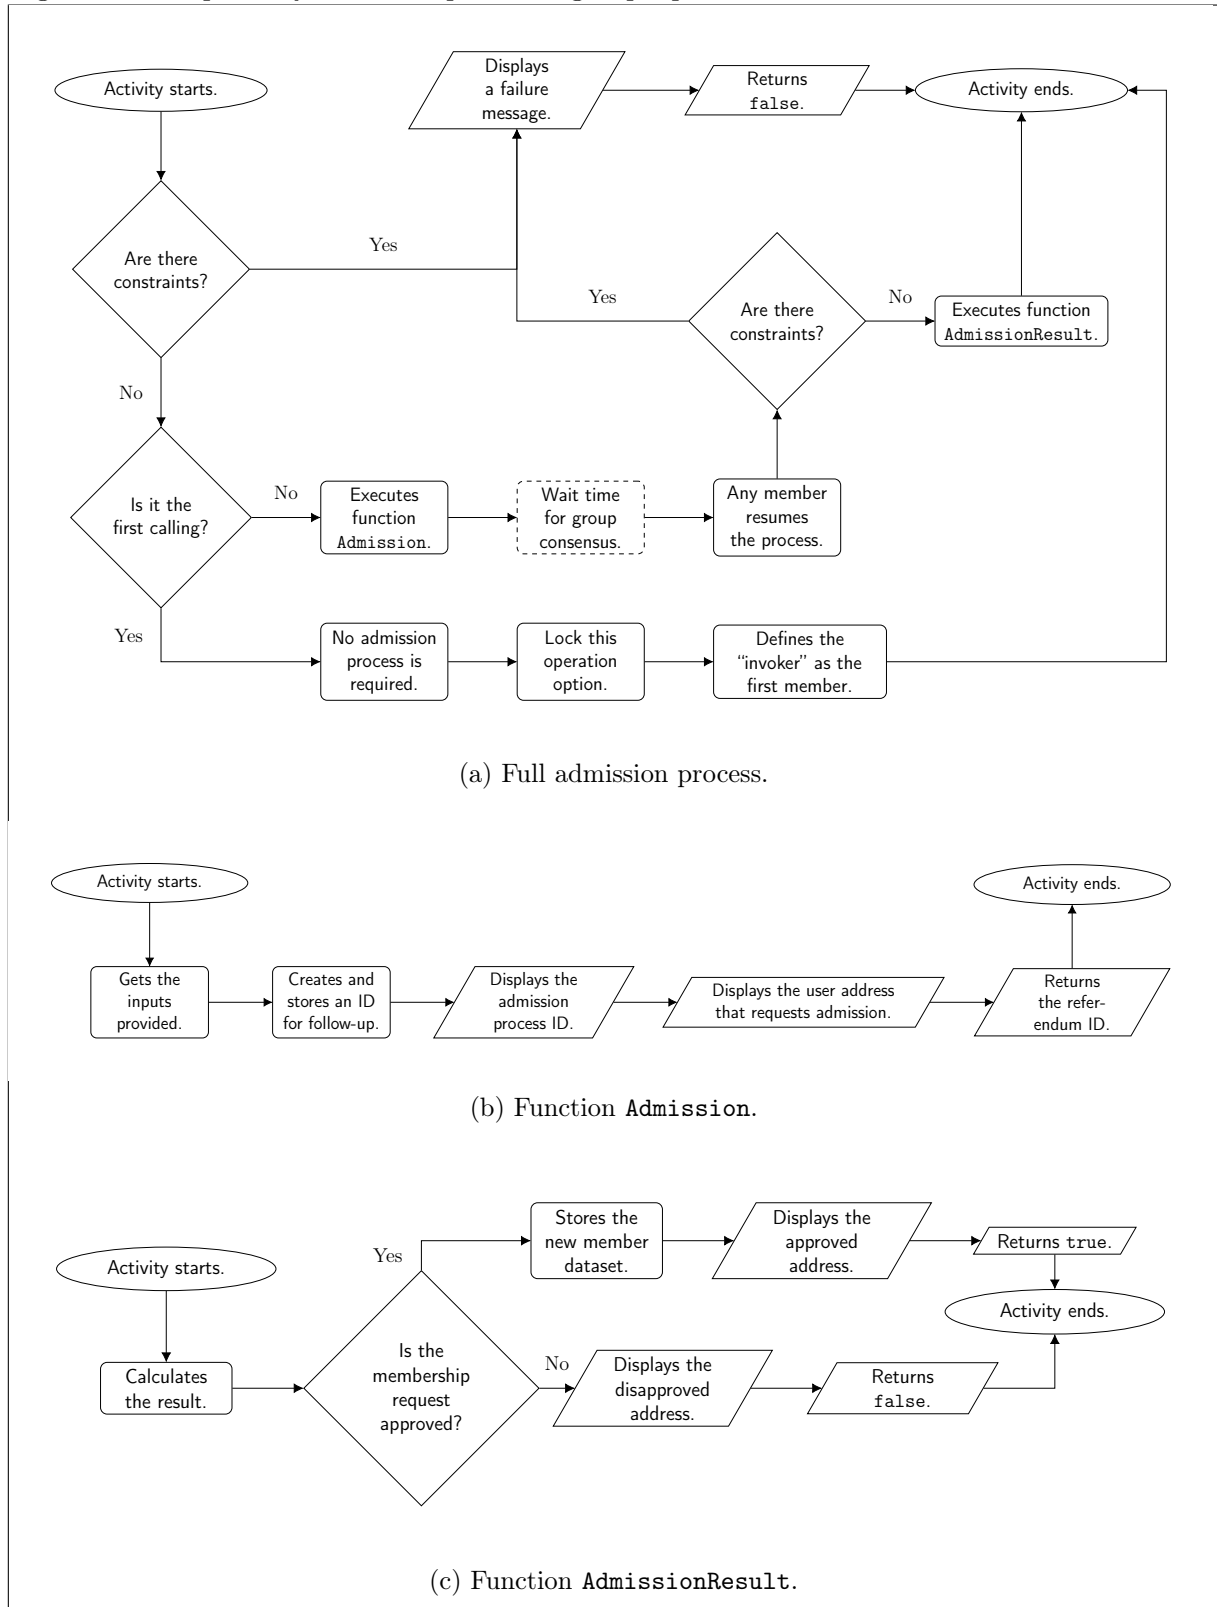 Activity starts.
Displays
a failure
message.
Returns
false.
Activity ends.
Are there
constraints?
Yes
Yes
Are there
constraints?
No
Executes function
AdmissionResult.
No
Is it the
first calling?
No
Executes
function
Admission.
Wait time
for group
consensus.
Any member
resumes
the process.
Yes
No admission
process is
required.
Lock this
operation
option.
Defines the
“invoker” as the
first member.
(a) Full admission process.
Activity starts.
Activity ends.
Gets the
inputs
provided.
Creates and
stores an ID
for follow-up.
Displays the
admission
process ID.
Displays the user address
that requests admission.
Returns
the refer-
endum ID.
(b) Function Admission.
Activity starts.
Calculates
the result.
Is the
membership
request
approved?
Yes
Stores the
new member
dataset.
Displays the
approved
address.
Returns true.
Activity ends.
No
Displays the
disapproved
address.
Returns
false.
(c) Function AdmissionResult.